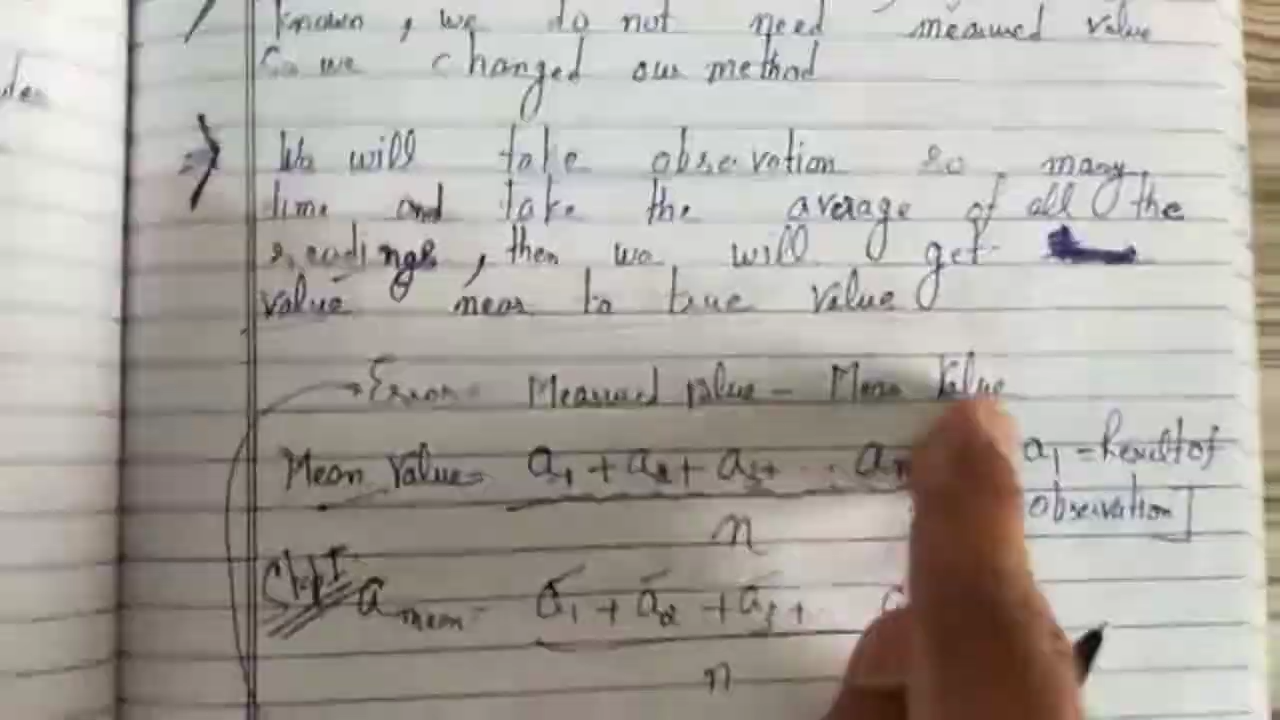 known, we do not need measured value
So we changed our method
=> We will take observation so many
time and take the average of all the
readings, then we will get
value near to true value
→ Error = Measured value - Mean Value
Mean Value = a1 + a2 + a3 + .. an
a1 = Result of
observation]
n
Step I a mean = a1 + a2 + a3 +
n